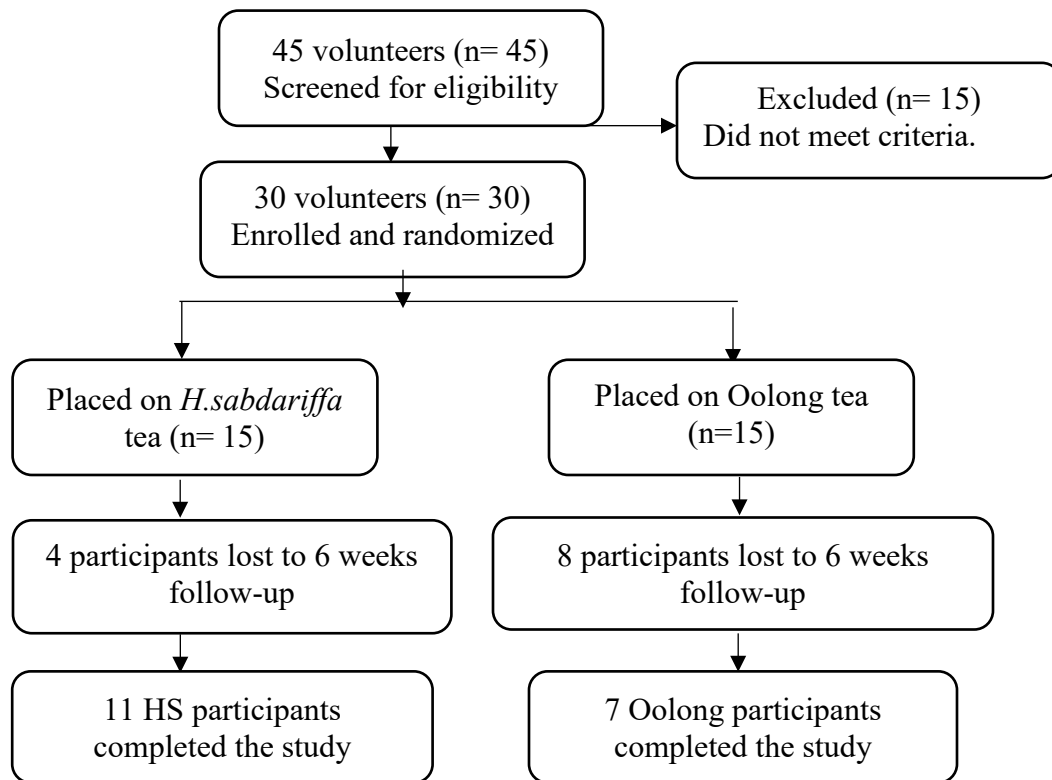 45 volunteers (n= 45)
Screened for eligibility
Excluded (n= 15)
Did not meet criteria.
30 volunteers (n= 30)
Enrolled and randomized
Placed on H.sabdariffa
tea (n= 15)
Placed on Oolong tea
(n=15)
4 participants lost to 6 weeks
follow-up
8 participants lost to 6 weeks
follow-up
11 HS participants
completed the study
7 Oolong participants
completed the study